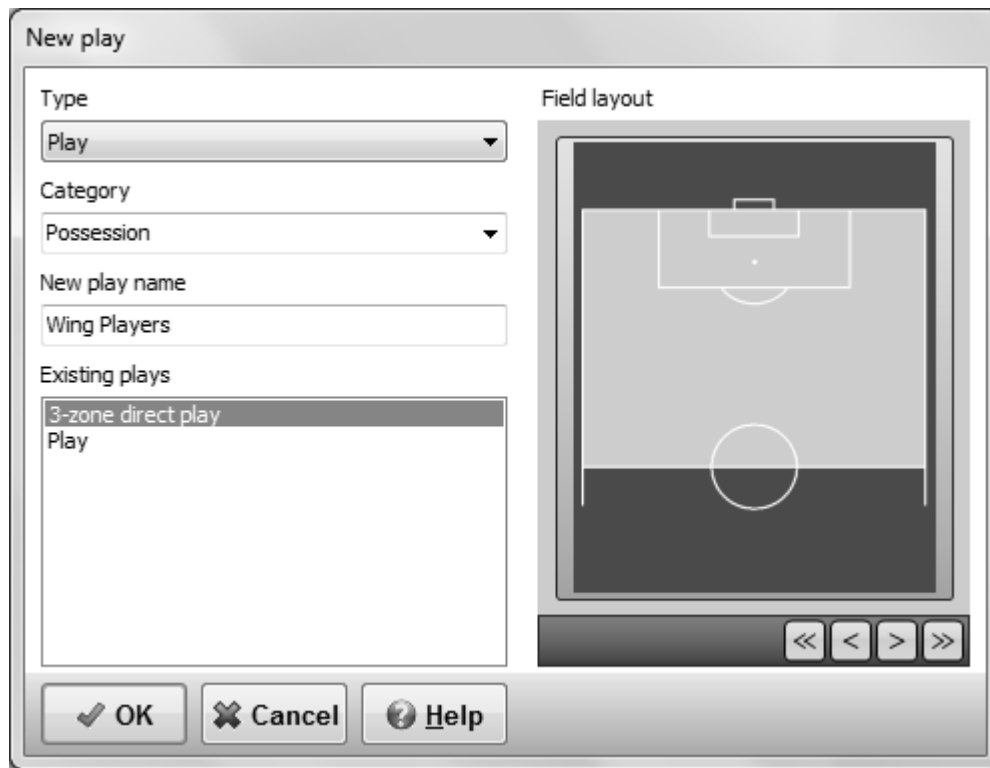 New play
Type
Play
Category
Possession
New play name
Wing Players
Existing plays
3-zone direct play
Play
Field layout
<< < > >>
OK Cancel Help